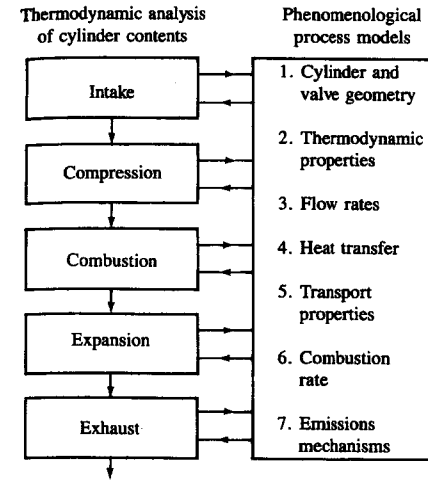 Thermodynamic analysis
of cylinder contents
Intake
Compression
Combustion
Expansion
Exhaust
Phenomenological
process models
1. Cylinder and
valve geometry
2. Thermodynamic
properties
3. Flow rates
4. Heat transfer
5. Transport
properties
6. Combustion
rate
7. Emissions
mechanisms